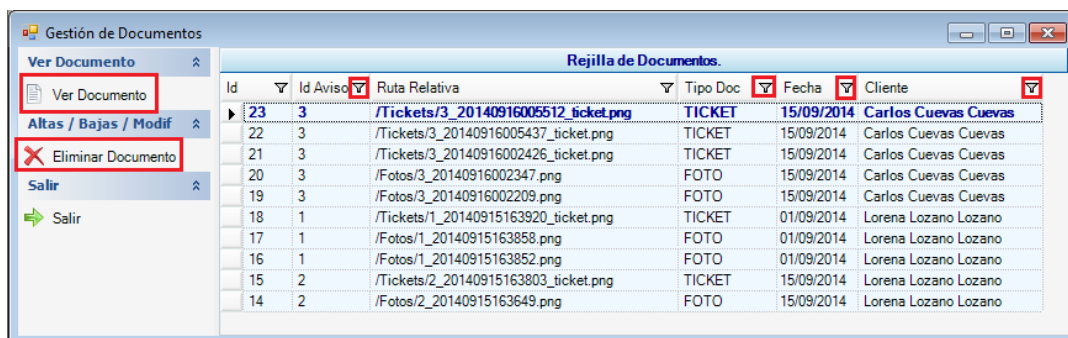 Gestión de Documentos
Ver Documento
Ver Documento
Altas / Bajas / Modif
Eliminar Documento
Salir
Salir
Rejilla de Documentos.
Id Id Aviso Ruta Relativa Tipo Doc Fecha Cliente
23 3 /Tickets/3_20140916005512_ticket.png TICKET 15/09/2014 Carlos Cuevas Cuevas
22 3 /Tickets/3_20140916005437_ticket.png TICKET 15/09/2014 Carlos Cuevas Cuevas
21 3 /Tickets/3_20140916002426_ticket.png TICKET 15/09/2014 Carlos Cuevas Cuevas
20 3 /Fotos/3_20140916002347.png FOTO 15/09/2014 Carlos Cuevas Cuevas
19 3 /Fotos/3_20140916002209.png FOTO 15/09/2014 Carlos Cuevas Cuevas
18 1 /Tickets/1_20140915163920_ticket.png TICKET 01/09/2014 Lorena Lozano Lozano
17 1 /Fotos/1_20140915163858.png FOTO 01/09/2014 Lorena Lozano Lozano
16 1 /Fotos/1_20140915163852.png FOTO 01/09/2014 Lorena Lozano Lozano
15 2 /Tickets/2_20140915163803_ticket.png TICKET 15/09/2014 Lorena Lozano Lozano
14 2 /Fotos/2_20140915163649.png FOTO 15/09/2014 Lorena Lozano Lozano